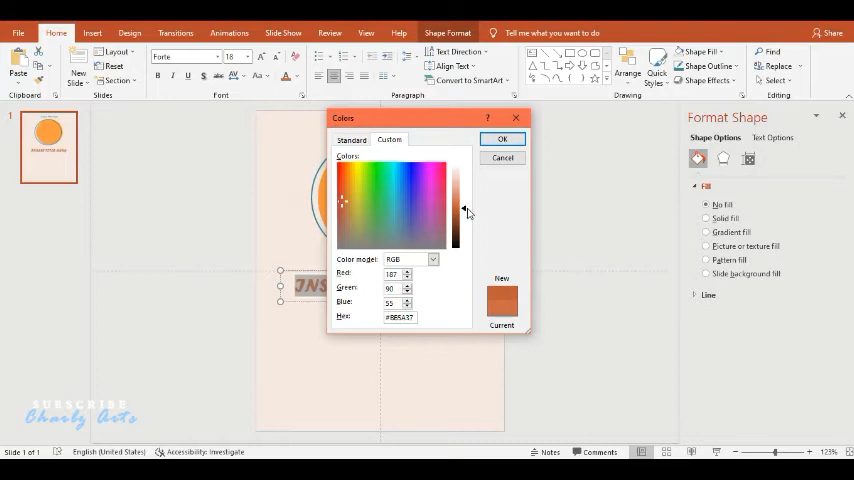 File Home Insert Design Transitions Animations Slide Show Review View Help Shape Format Tell me what you want to do Share
Paste
Clipboard
New Slide
Layout
Reset
Section
Slides
Forte 18
Font
Paragraph
Text Direction
Align Text
Convert to SmartArt
Drawing
Arrange
Quick Styles
Shape Fill
Shape Outline
Shape Effects
Find
Replace
Select
Editing
1
Colors
Standard Custom
OK
Cancel
Colors:
Color model: RGB
Red: 187
Green: 90
Blue: 55
Hex: #BB5A37
New
Current
INS
Format Shape
Shape Options Text Options
Fill
No fill
Solid fill
Gradient fill
Picture or texture fill
Pattern fill
Slide background fill
Line
SUBSCRIBE
Charly Arts
Slide 1 of 1 English (United States) Accessibility: Investigate Notes Comments 123%